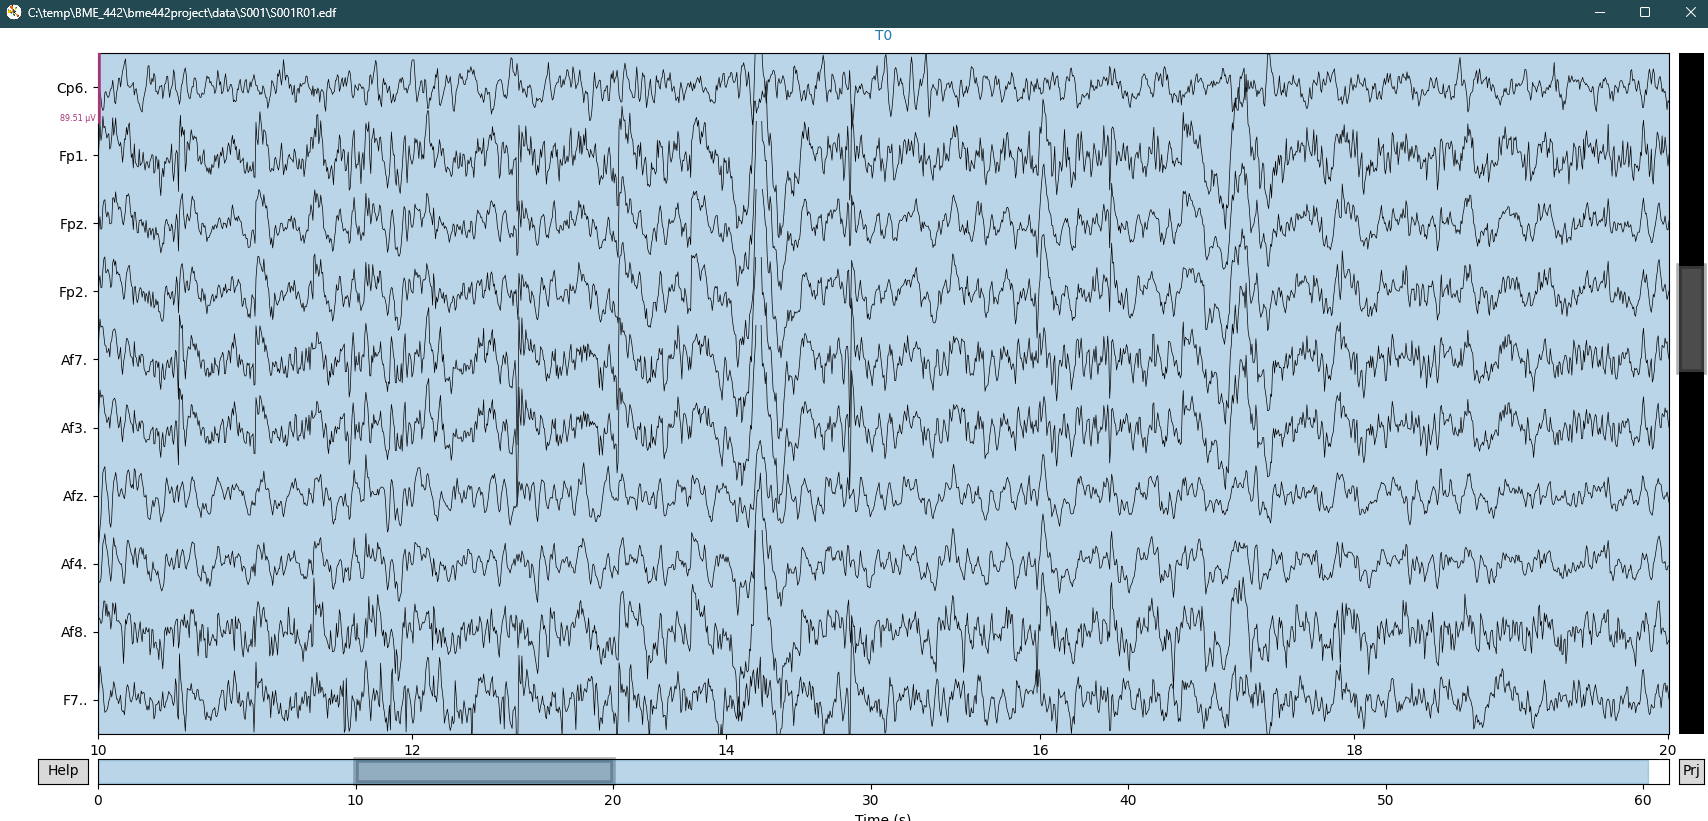 C:\temp\BME_442\bme442project\data\S001\S001R01.edf
T0
Cp6.
89.51 µV
Fp1.
Fpz.
Fp2.
Af7.
Af3.
Afz.
Af4.
Af8.
F7..
10 12 14 16 18 20
Help Prj
0 10 20 30 40 50 60
Time (s)